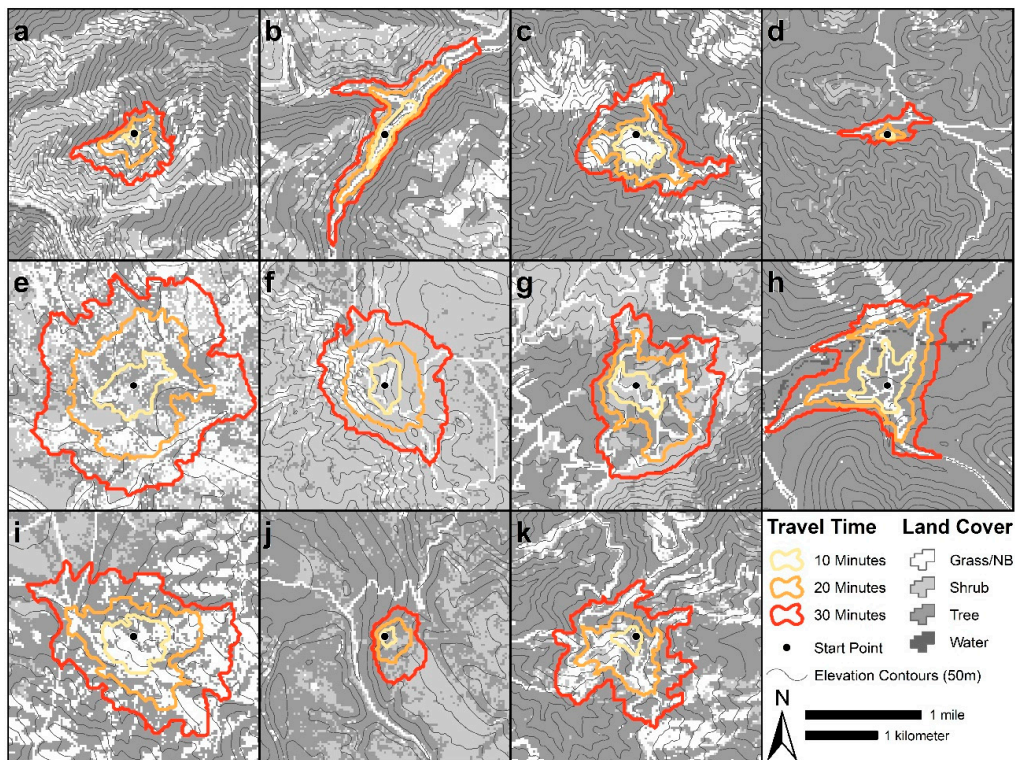 a
b
c
d
e
f
g
h
i
j
k
Travel Time
10 Minutes
20 Minutes
30 Minutes
Start Point
Elevation Contours (50m)
Land Cover
Grass/NB
Shrub
Tree
Water
N
1 mile
1 kilometer